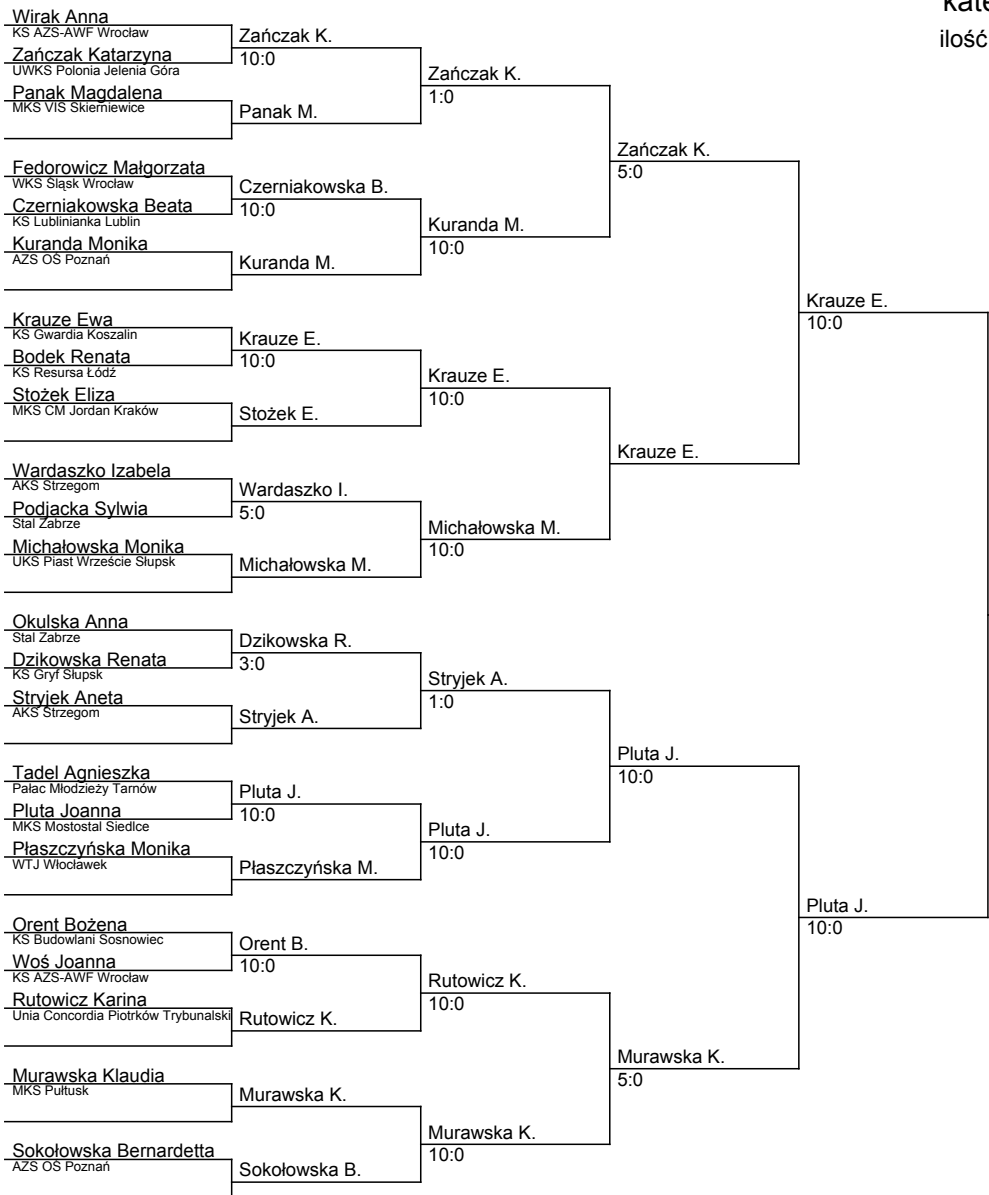 kate
ilość
Wirak Anna
KS AZS-AWF Wrocław
Zańczak Katarzyna
UWKS Polonia Jelenia Góra
Panak Magdalena
MKS VIS Skierniewice
Fedorowicz Małgorzata
WKS Śląsk Wrocław
Czerniakowska Beata
KS Lublinianka Lublin
Kuranda Monika
AZS OŚ Poznań
Krauze Ewa
KS Gwardia Koszalin
Bodek Renata
KS Resursa Łódź
Stożek Eliza
MKS CM Jordan Kraków
Wardaszko Izabela
AKS Strzegom
Podjacka Sylwia
Stal Zabrze
Michałowska Monika
UKS Piast Wrzeście Słupsk
Okulska Anna
Stal Zabrze
Dzikowska Renata
KS Gryf Słupsk
Stryjek Aneta
AKS Strzegom
Tadel Agnieszka
Pałac Młodzieży Tarnów
Pluta Joanna
MKS Mostostal Siedlce
Płaszczyńska Monika
WTJ Włocławek
Orent Bożena
KS Budowlani Sosnowiec
Woś Joanna
KS AZS-AWF Wrocław
Rutowicz Karina
Unia Concordia Piotrków Trybunalski
Murawska Klaudia
MKS Pułtusk
Sokołowska Bernardetta
AZS OŚ Poznań
Zańczak K.
10:0
Panak M.
Czerniakowska B.
10:0
Kuranda M.
Krauze E.
10:0
Stożek E.
Wardaszko I.
5:0
Michałowska M.
Dzikowska R.
3:0
Stryjek A.
Pluta J.
10:0
Płaszczyńska M.
Orent B.
10:0
Rutowicz K.
Murawska K.
Sokołowska B.
Zańczak K.
1:0
Kuranda M.
10:0
Krauze E.
10:0
Michałowska M.
10:0
Stryjek A.
1:0
Pluta J.
10:0
Rutowicz K.
10:0
Murawska K.
10:0
Zańczak K.
5:0
Krauze E.
Pluta J.
10:0
Murawska K.
5:0
Krauze E.
10:0
Pluta J.
10:0